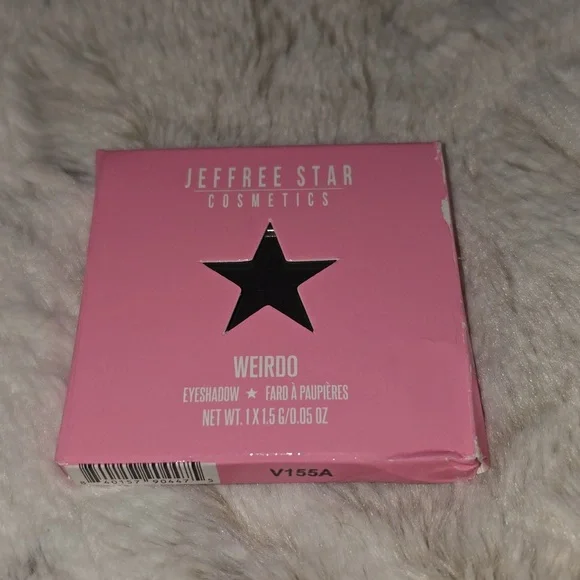 JEFFREE STAR
COSMETICS
WEIRDO
EYESHADOW ★ FARD À PAUPIÈRES
NET WT. 1 X 1.5 G/0.05 OZ
V155A